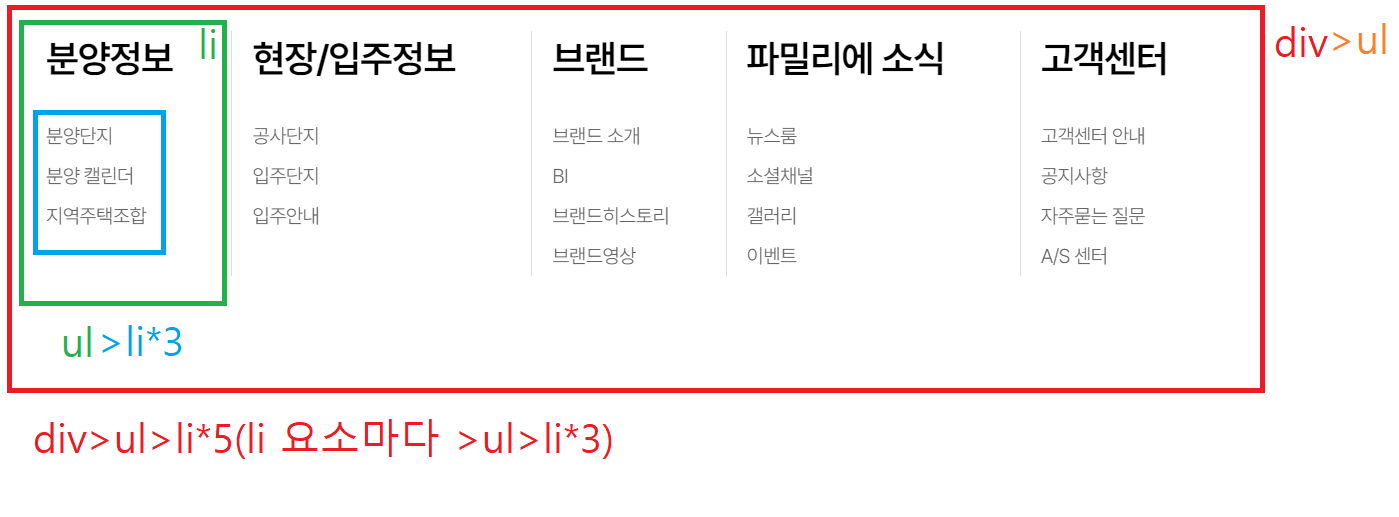 분양정보 li 현장/입주정보 브랜드 파밀리에 소식 고객센터 div>ul
분양단지 공사단지 브랜드 소개 뉴스룸 고객센터 안내
분양 캘린더 입주단지 BI 소셜채널 공지사항
지역주택조합 입주안내 브랜드히스토리 갤러리 자주묻는 질문
브랜드영상 이벤트 A/S 센터
ul>li*3
div>ul>li*5(li 요소마다 >ul>li*3)